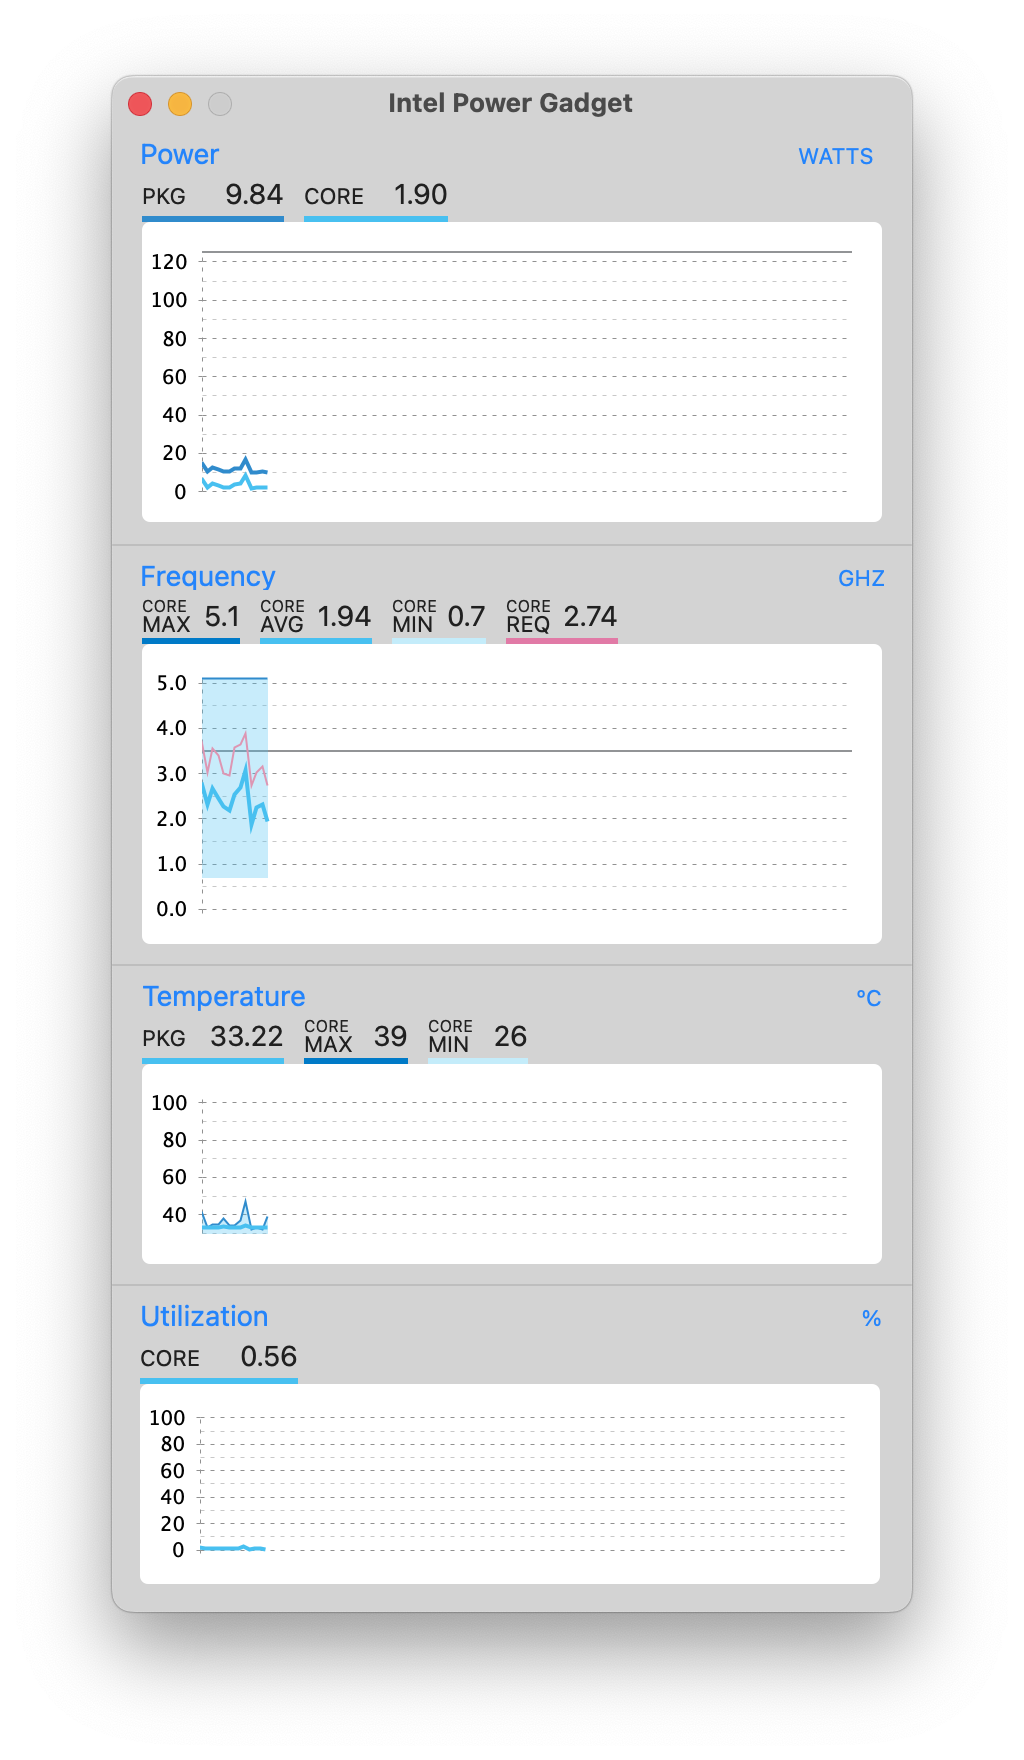 Intel Power Gadget
Power WATTS
PKG 9.84 CORE 1.90
120
100
80
60
40
20
0
Frequency GHZ
CORE MAX 5.1 CORE AVG 1.94 CORE MIN 0.7 CORE REQ 2.74
5.0
4.0
3.0
2.0
1.0
0.0
Temperature °C
PKG 33.22 CORE MAX 39 CORE MIN 26
100
80
60
40
Utilization %
CORE 0.56
100
80
60
40
20
0